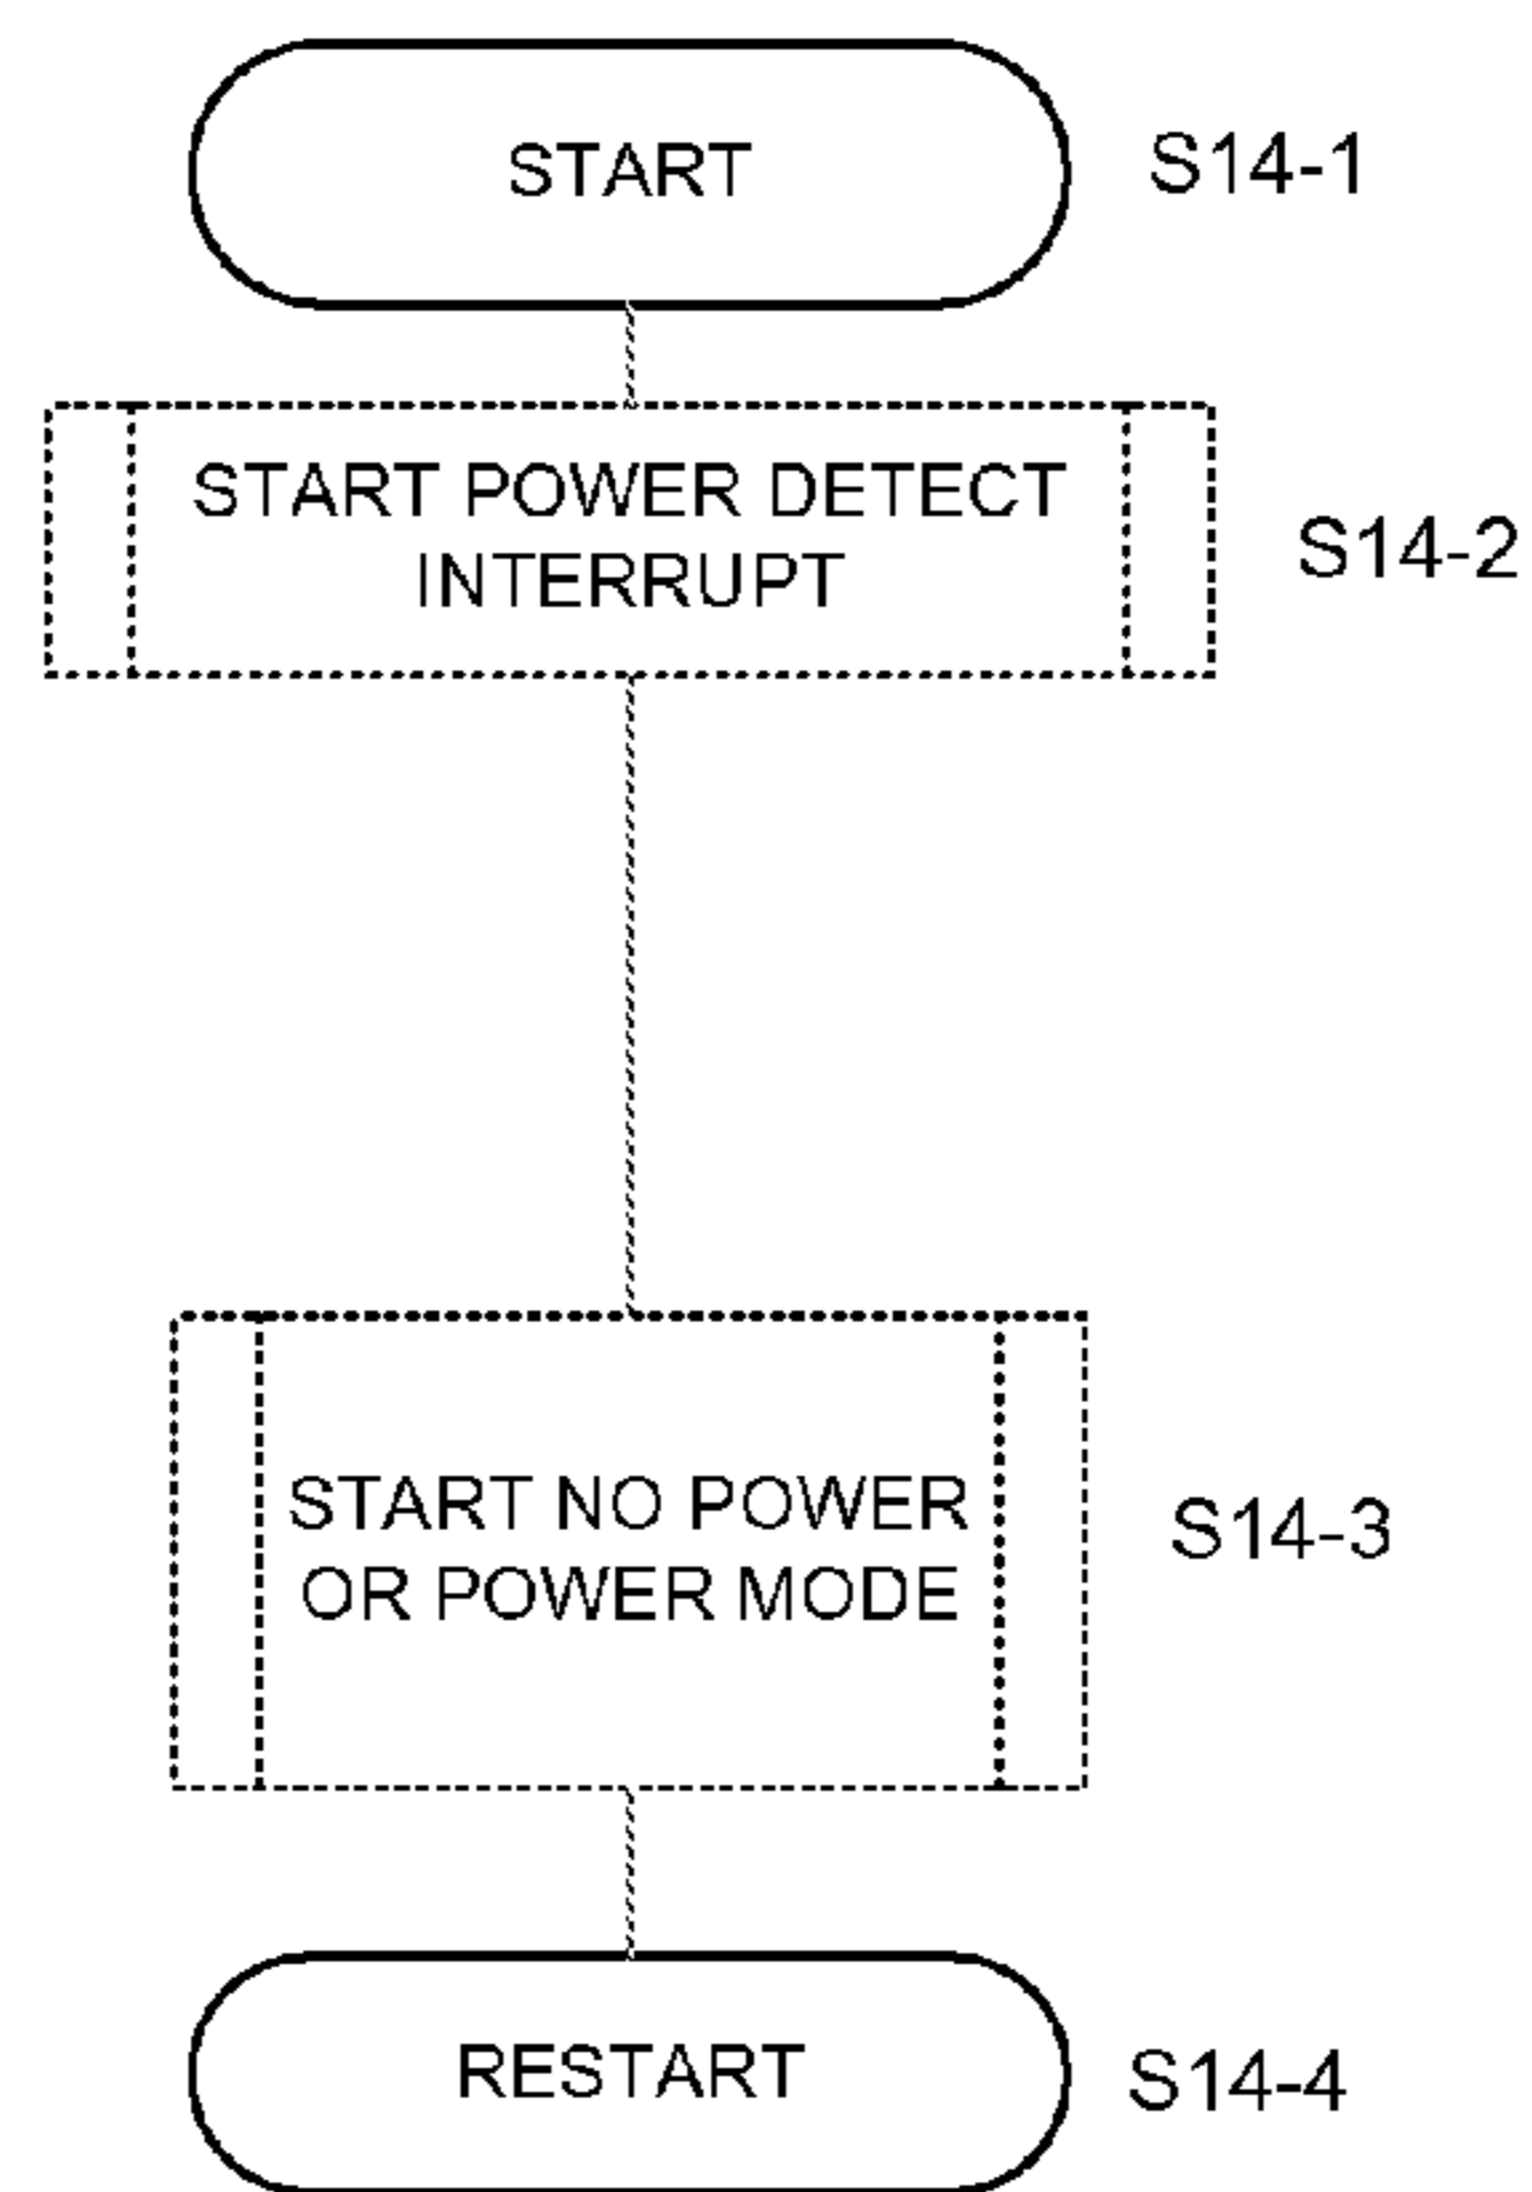 START
S14-1
START POWER DETECT
INTERRUPT
S14-2
START NO POWER
OR POWER MODE
S14-3
RESTART
S14-4